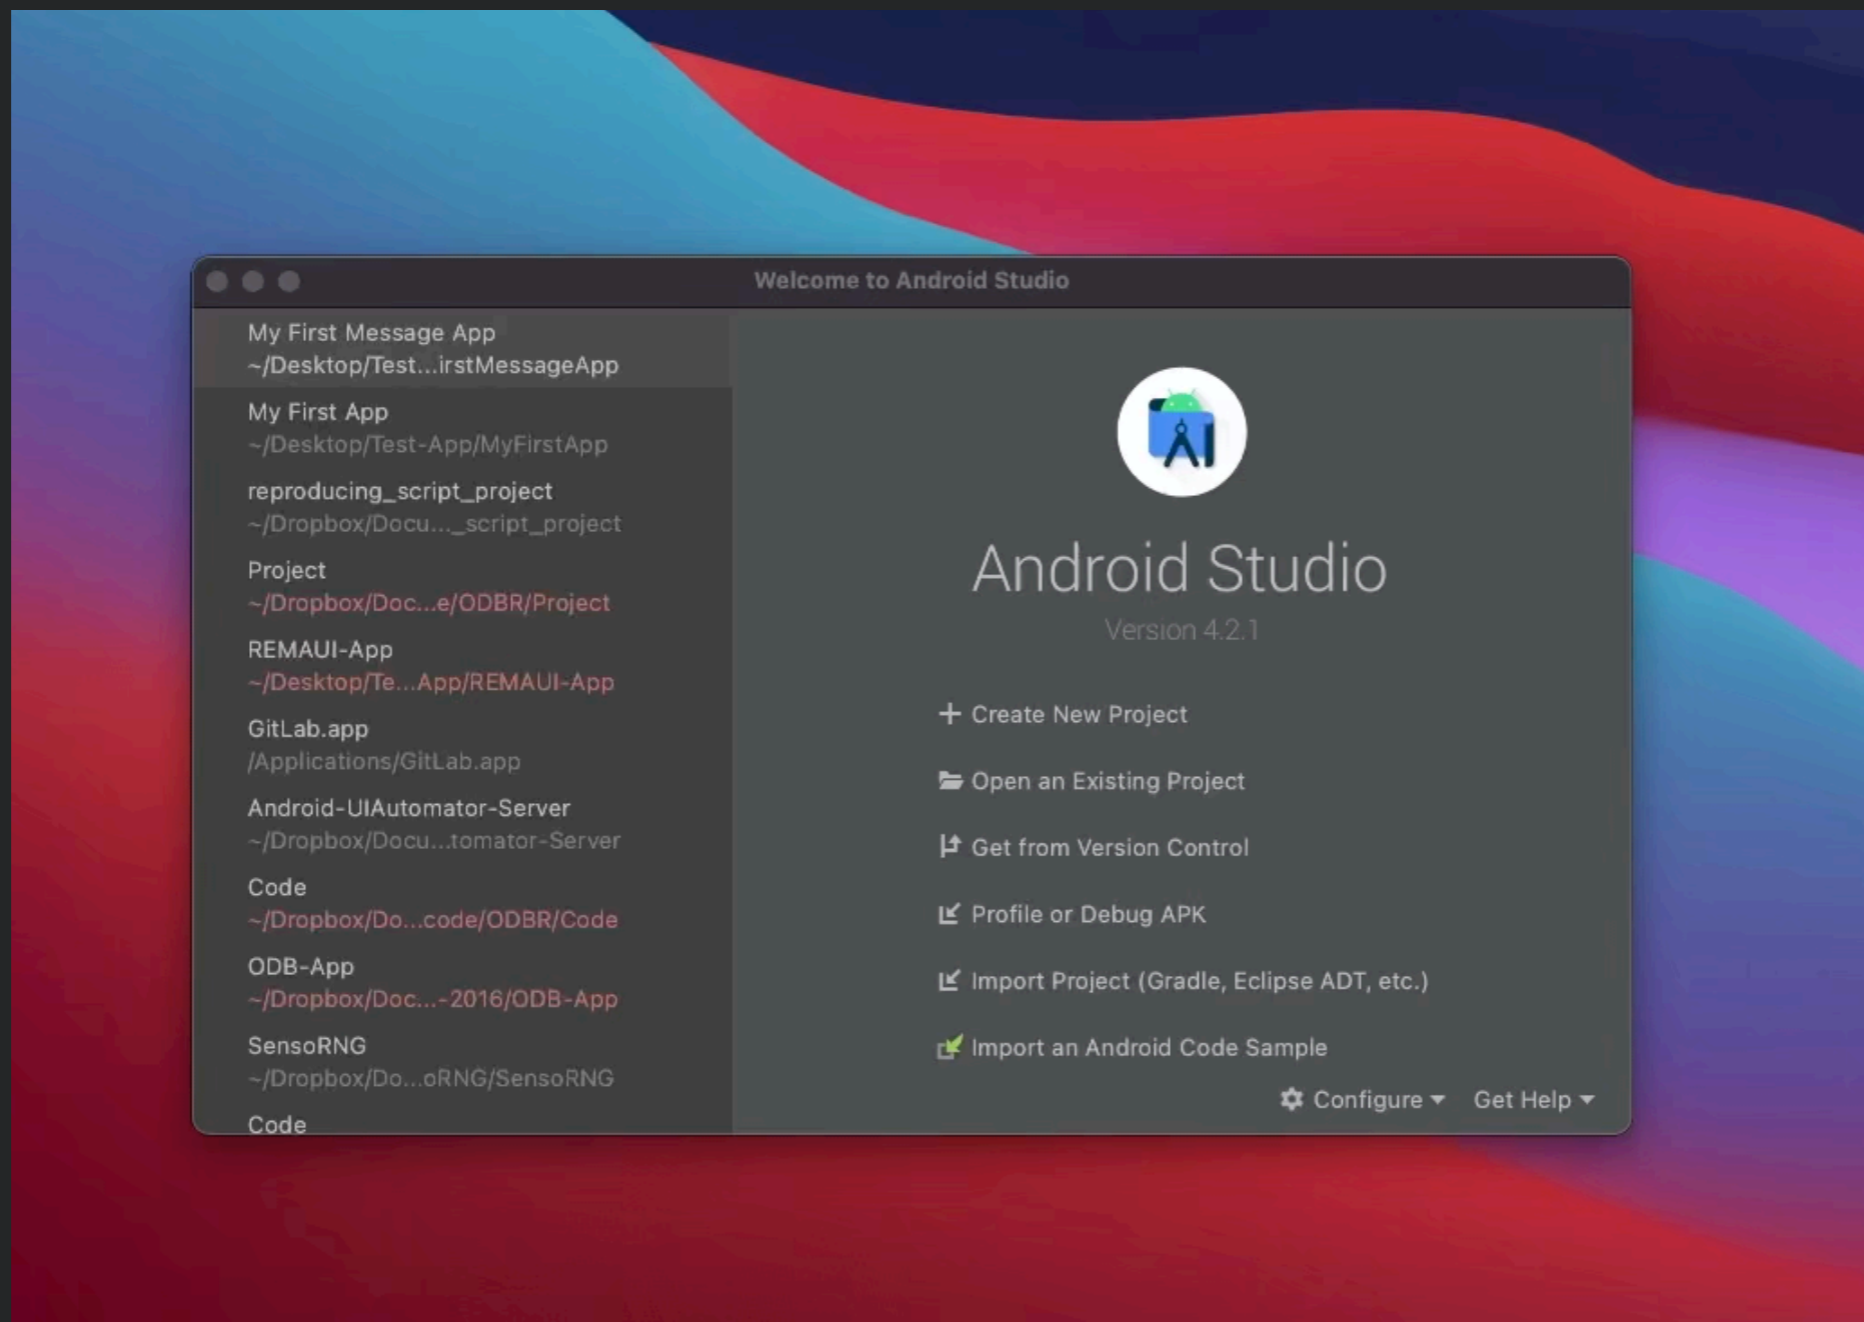 Welcome to Android Studio
My First Message App
~/Desktop/Test...irstMessageApp
My First App
~/Desktop/Test-App/MyFirstApp
reproducing_script_project
~/Dropbox/Docu..._script_project
Project
~/Dropbox/Doc...e/ODBR/Project
REMAUI-App
~/Desktop/Te...App/REMAUI-App
GitLab.app
/Applications/GitLab.app
Android-UIAutomator-Server
~/Dropbox/Docu...tomator-Server
Code
~/Dropbox/Do...code/ODBR/Code
ODB-App
~/Dropbox/Doc...-2016/ODB-App
SensoRNG
~/Dropbox/Do...oRNG/SensoRNG
Code
Android Studio
Version 4.2.1
Create New Project
Open an Existing Project
Get from Version Control
Profile or Debug APK
Import Project (Gradle, Eclipse ADT, etc.)
Import an Android Code Sample
Configure
Get Help